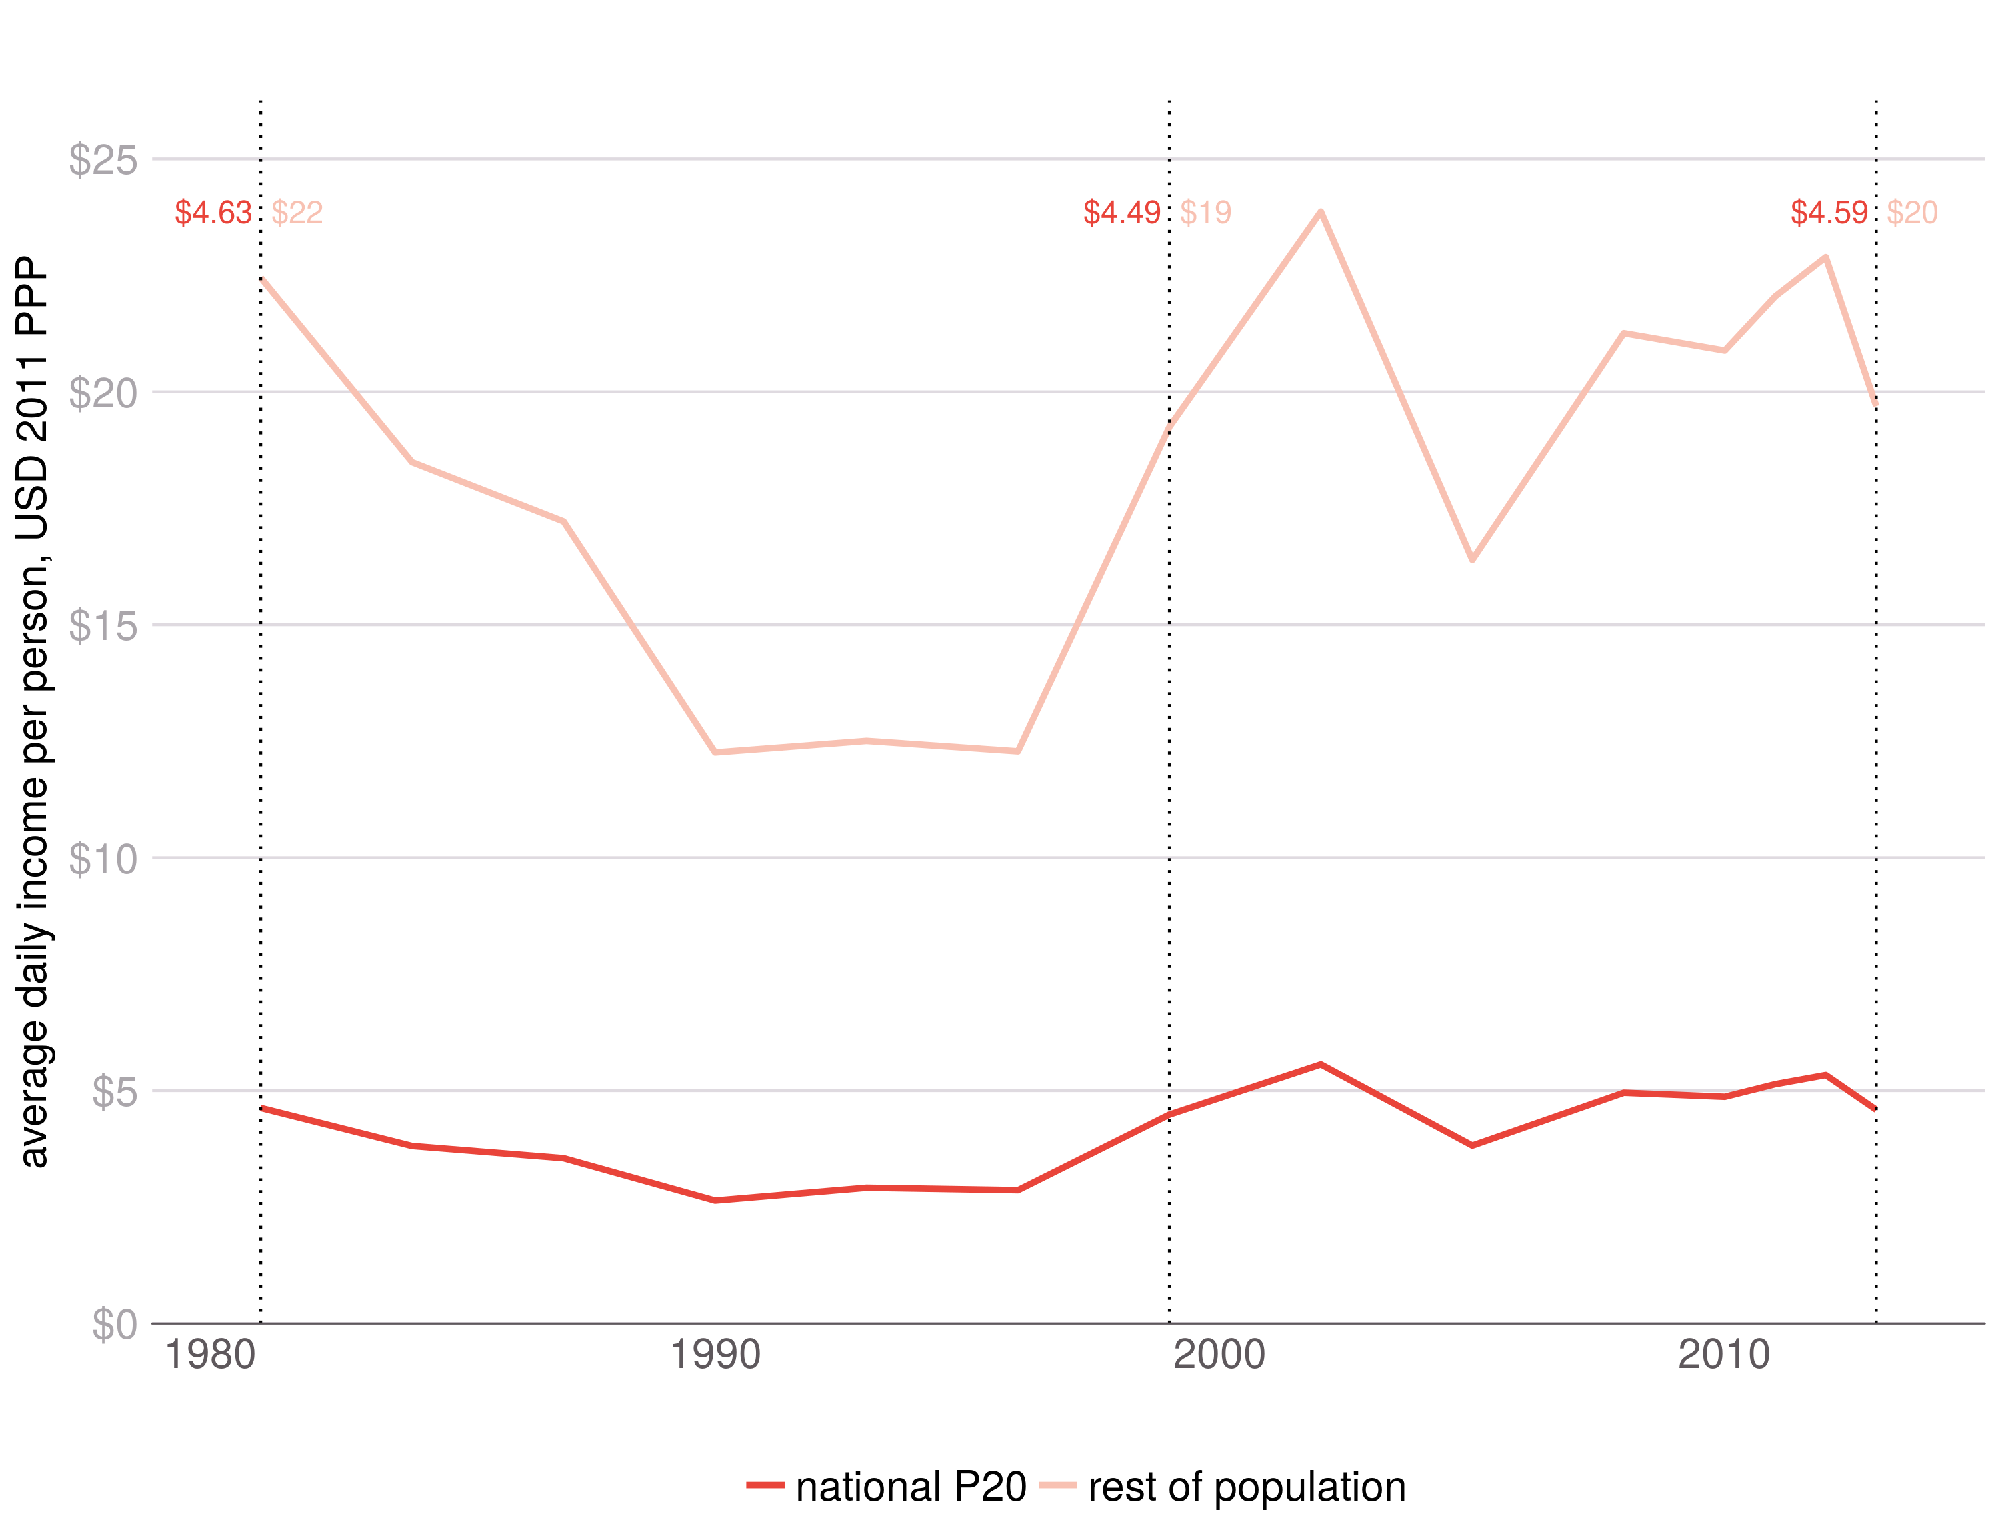 average daily income per person, USD 2011 PPP
$25
$4.63 $22 $4.49 $19 $4.59 $20
$20
$15
$10
$5
$0
1980 1990 2000 2010
national P20 rest of population